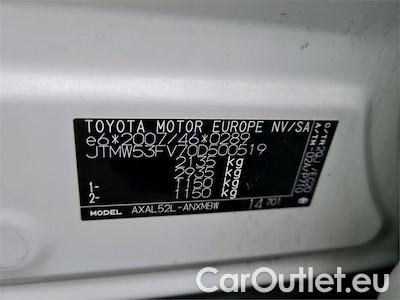 TOYOTA MOTOR EUROPE NV/SA
e6*2007/46*0289
JTMW53FV70D500519
2135 kg
2935 kg
1- 1150 kg
2- 1150 kg
MODEL AXAL52L-ANXMBW 14701
CarOutlet.eu